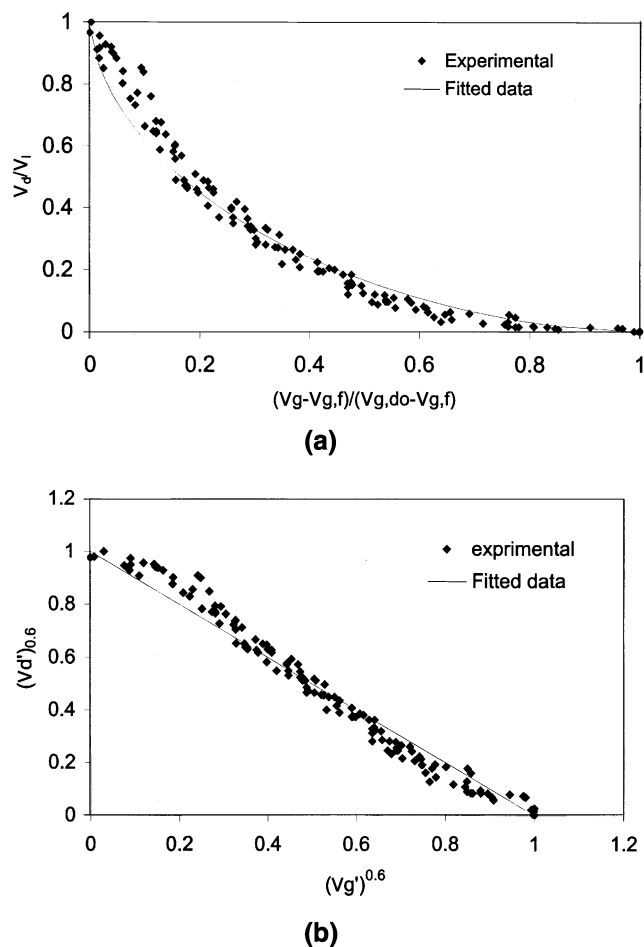 1
0.8
0.6
0.4
0.2
0
V_d/V_l
Experimental
Fitted data
0 0.2 0.4 0.6 0.8 1
(Vg-Vg,f)/(Vg,do-Vg,f)
(a)
1.2
1
0.8
0.6
0.4
0.2
0
(Vd')0.6
exprimental
Fitted data
0 0.2 0.4 0.6 0.8 1 1.2
(Vg')^0.6
(b)